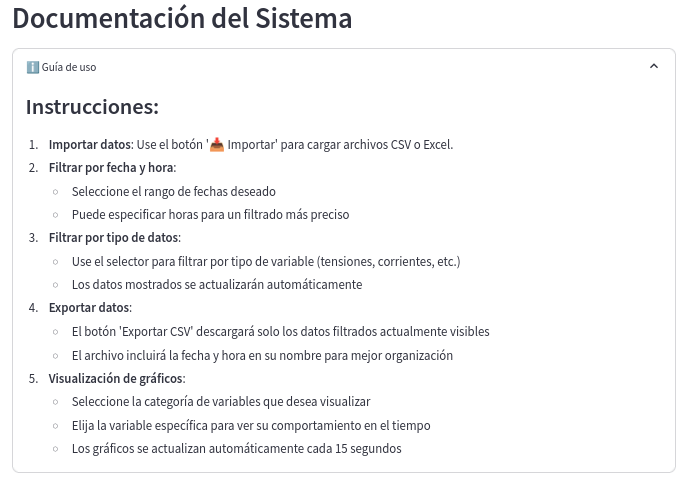 Documentación del Sistema
ℹ️ Guía de uso
Instrucciones:
1. Importar datos: Use el botón '📥 Importar' para cargar archivos CSV o Excel.
2. Filtrar por fecha y hora:
○ Seleccione el rango de fechas deseado
○ Puede especificar horas para un filtrado más preciso
3. Filtrar por tipo de datos:
○ Use el selector para filtrar por tipo de variable (tensiones, corrientes, etc.)
○ Los datos mostrados se actualizarán automáticamente
4. Exportar datos:
○ El botón 'Exportar CSV' descargará solo los datos filtrados actualmente visibles
○ El archivo incluirá la fecha y hora en su nombre para mejor organización
5. Visualización de gráficos:
○ Seleccione la categoría de variables que desea visualizar
○ Elija la variable específica para ver su comportamiento en el tiempo
○ Los gráficos se actualizan automáticamente cada 15 segundos